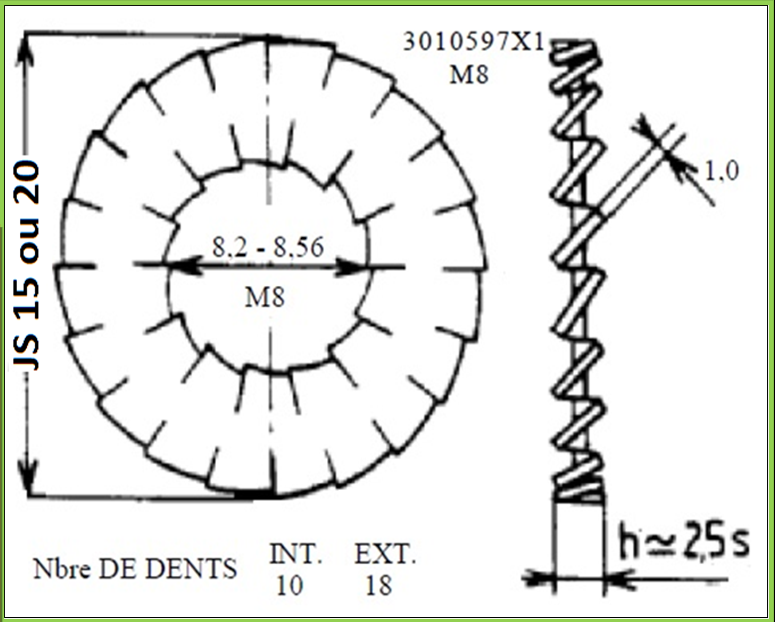 3010597X1
M8
1,0
JS 15 ou 20
8,2 - 8,56
M8
h ≃ 2,5 s
Nbre DE DENTS INT. EXT.
10 18